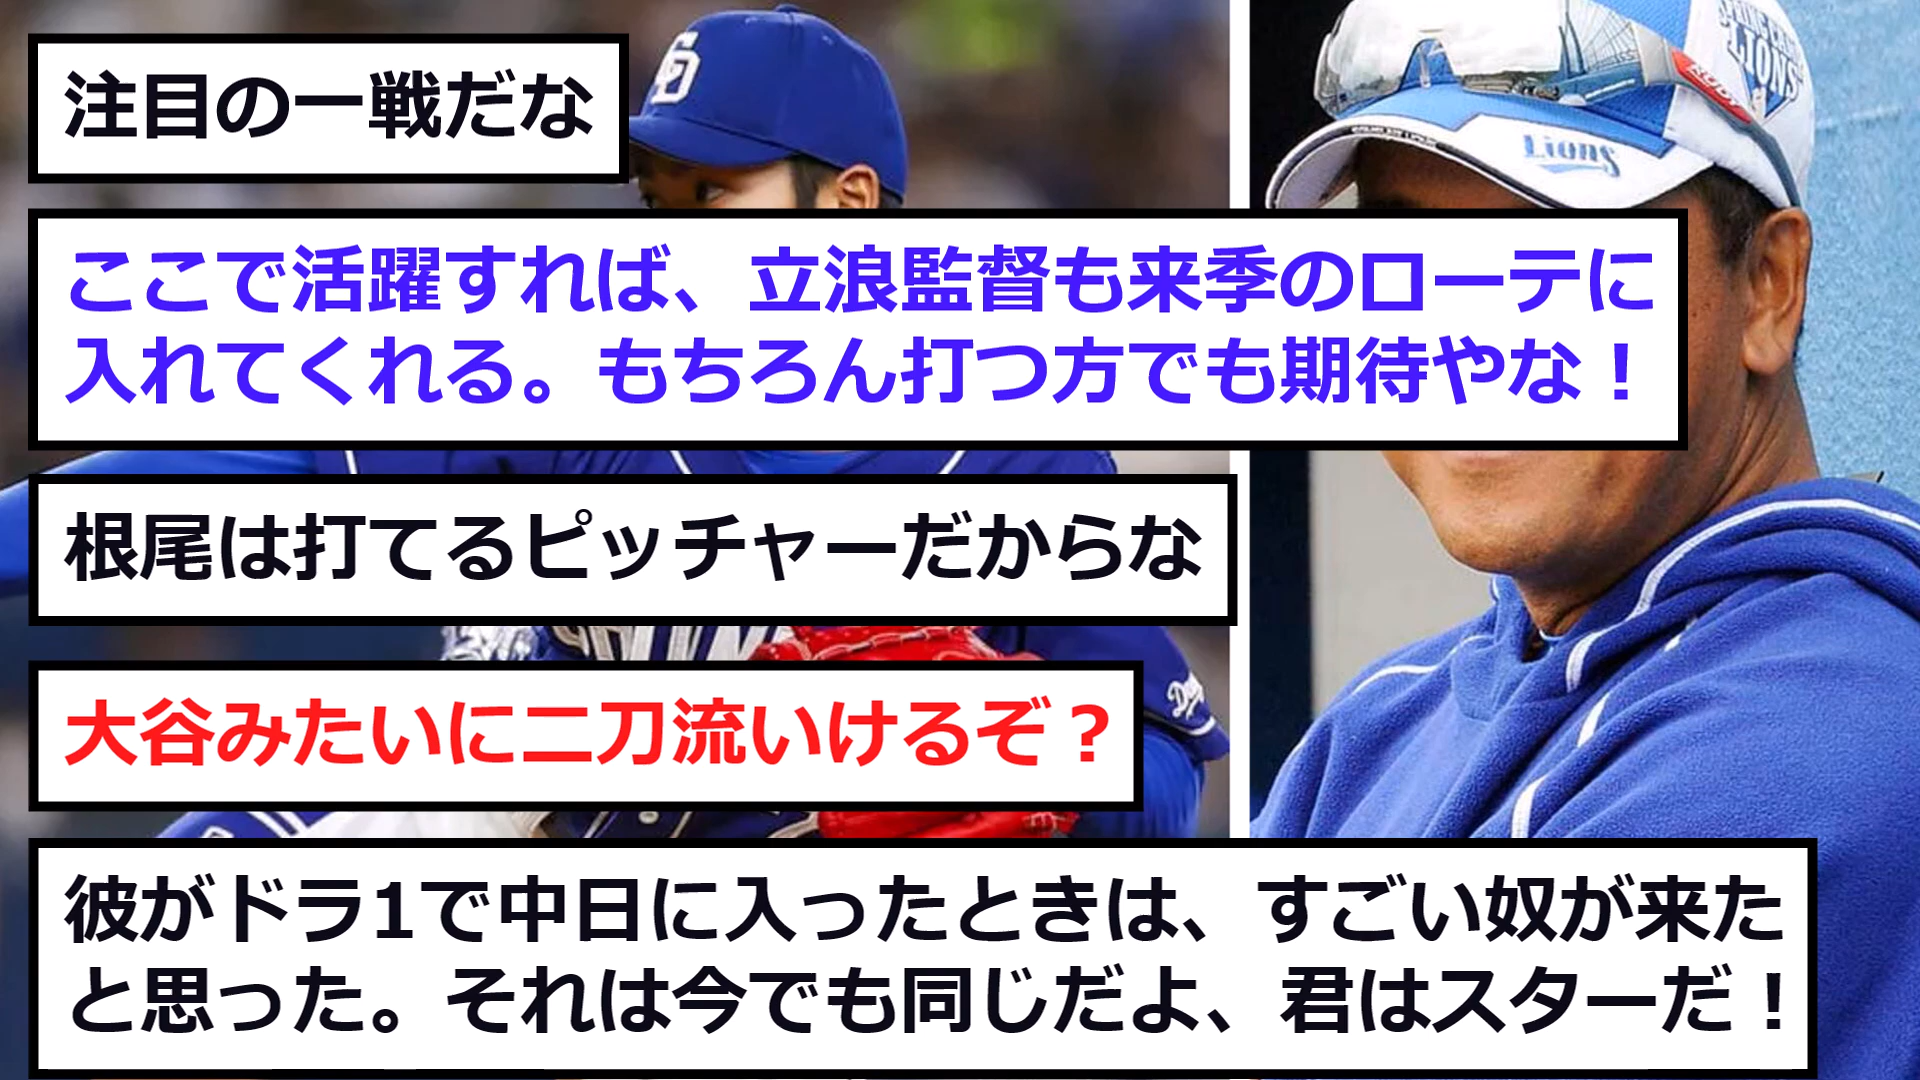 注目の一戦だな
ここで活躍すれば、立浪監督も来季のローテに
入れてくれる。もちろん打つ方でも期待やな！
根尾は打てるピッチャーだからな
大谷みたいに二刀流いけるぞ？
彼がドラ1で中日に入ったときは、すごい奴が来た
と思った。それは今でも同じだよ、君はスターだ！
CD
LIONS
Lions